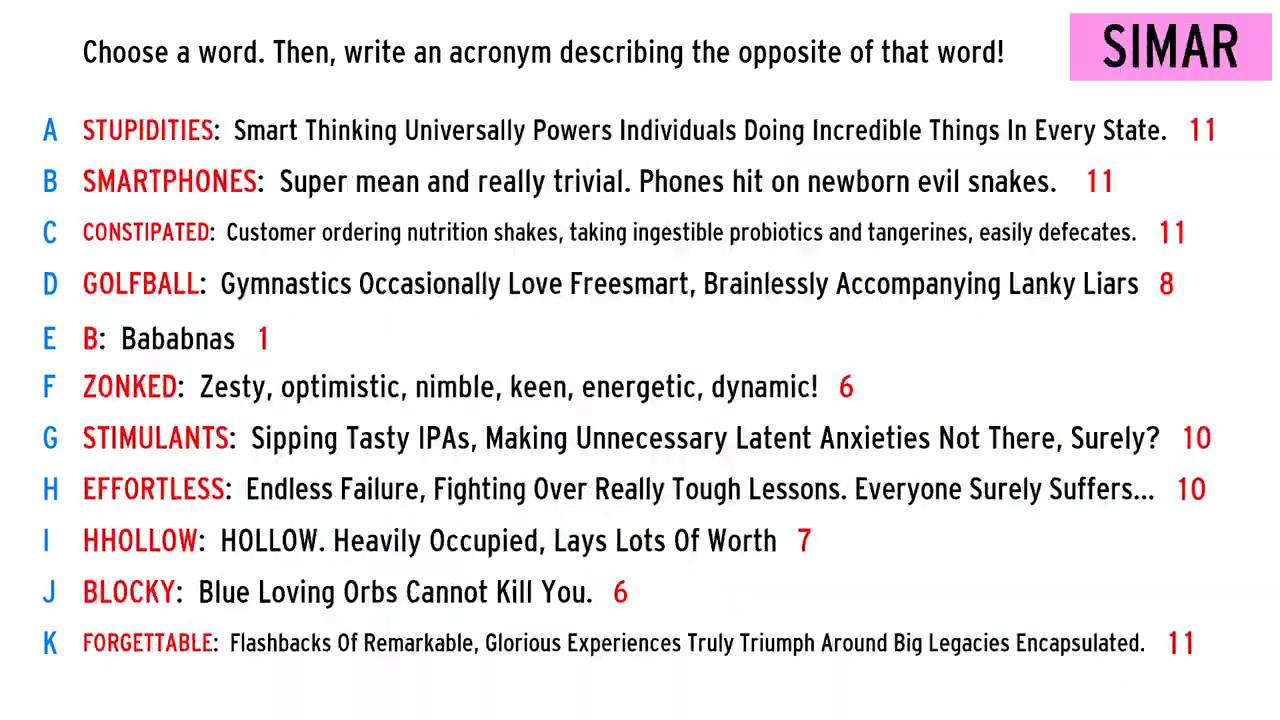 Choose a word. Then, write an acronym describing the opposite of that word!
SIMAR
A STUPIDITIES: Smart Thinking Universally Powers Individuals Doing Incredible Things In Every State. 11
B SMARTPHONES: Super mean and really trivial. Phones hit on newborn evil snakes. 11
C CONSTIPATED: Customer ordering nutrition shakes, taking ingestible probiotics and tangerines, easily defecates. 11
D GOLFBALL: Gymnastics Occasionally Love Freesmart, Brainlessly Accompanying Lanky Liars 8
E B: Bababnas 1
F ZONKED: Zesty, optimistic, nimble, keen, energetic, dynamic! 6
G STIMULANTS: Sipping Tasty IPAs, Making Unnecessary Latent Anxieties Not There, Surely? 10
H EFFORTLESS: Endless Failure, Fighting Over Really Tough Lessons. Everyone Surely Suffers... 10
I HHOLLOW: HOLLOW. Heavily Occupied, Lays Lots Of Worth 7
J BLOCKY: Blue Loving Orbs Cannot Kill You. 6
K FORGETTABLE: Flashbacks Of Remarkable, Glorious Experiences Truly Triumph Around Big Legacies Encapsulated. 11